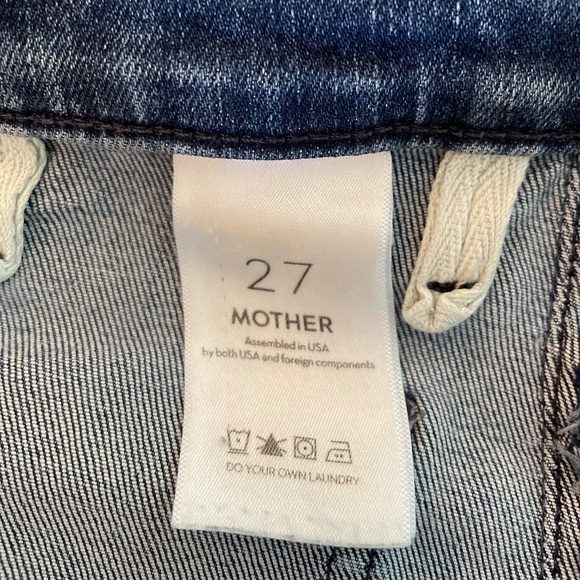 27
MOTHER
Assembled in USA
by both USA and foreign components
DO YOUR OWN LAUNDRY